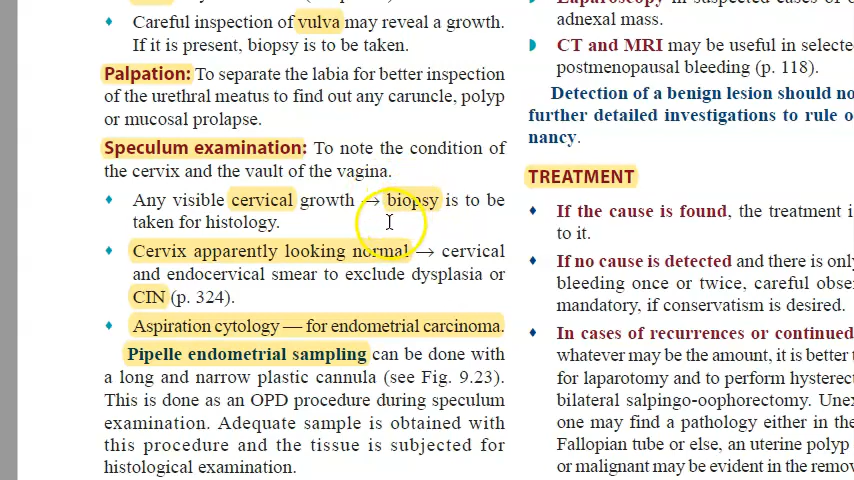 Careful inspection of vulva may reveal a growth.
If it is present, biopsy is to be taken.
Palpation: To separate the labia for better inspection
of the urethral meatus to find out any caruncle, polyp
or mucosal prolapse.
Speculum examination: To note the condition of
the cervix and the vault of the vagina.
Any visible cervical growth → biopsy is to be
taken for histology.
Cervix apparently looking normal → cervical
and endocervical smear to exclude dysplasia or
CIN (p. 324).
Aspiration cytology — for endometrial carcinoma.
Pipelle endometrial sampling can be done with
a long and narrow plastic cannula (see Fig. 9.23).
This is done as an OPD procedure during speculum
examination. Adequate sample is obtained with
this procedure and the tissue is subjected for
histological examination.
adnexal mass.
CT and MRI may be useful in
postmenopausal bleeding (p. 118).
Detection of a benign lesion should
further detailed investigations to rule
nancy.
TREATMENT
If the cause is found, the treatment
to it.
If no cause is detected and there is
bleeding once or twice, careful
mandatory, if conservatism is desired.
In cases of recurrences or continued
whatever may be the amount, it is better
for laparotomy and to perform
bilateral salpingo-oophorectomy.
one may find a pathology either in the
Fallopian tube or else, an uterine polyp
or malignant may be evident in the